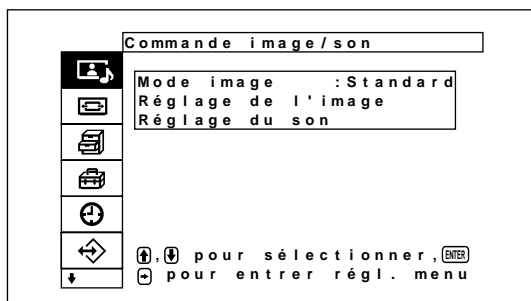 Commande image/son
Mode image :Standard
Réglage de l'image
Réglage du son
↑,↓ pour sélectionner, ENTER
→ pour entrer régl. menu